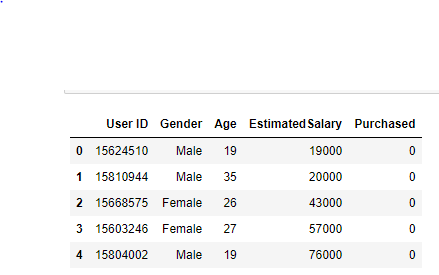 User ID Gender Age EstimatedSalary Purchased
0 15624510 Male 19 19000 0
1 15810944 Male 35 20000 0
2 15668575 Female 26 43000 0
3 15603246 Female 27 57000 0
4 15804002 Male 19 76000 0